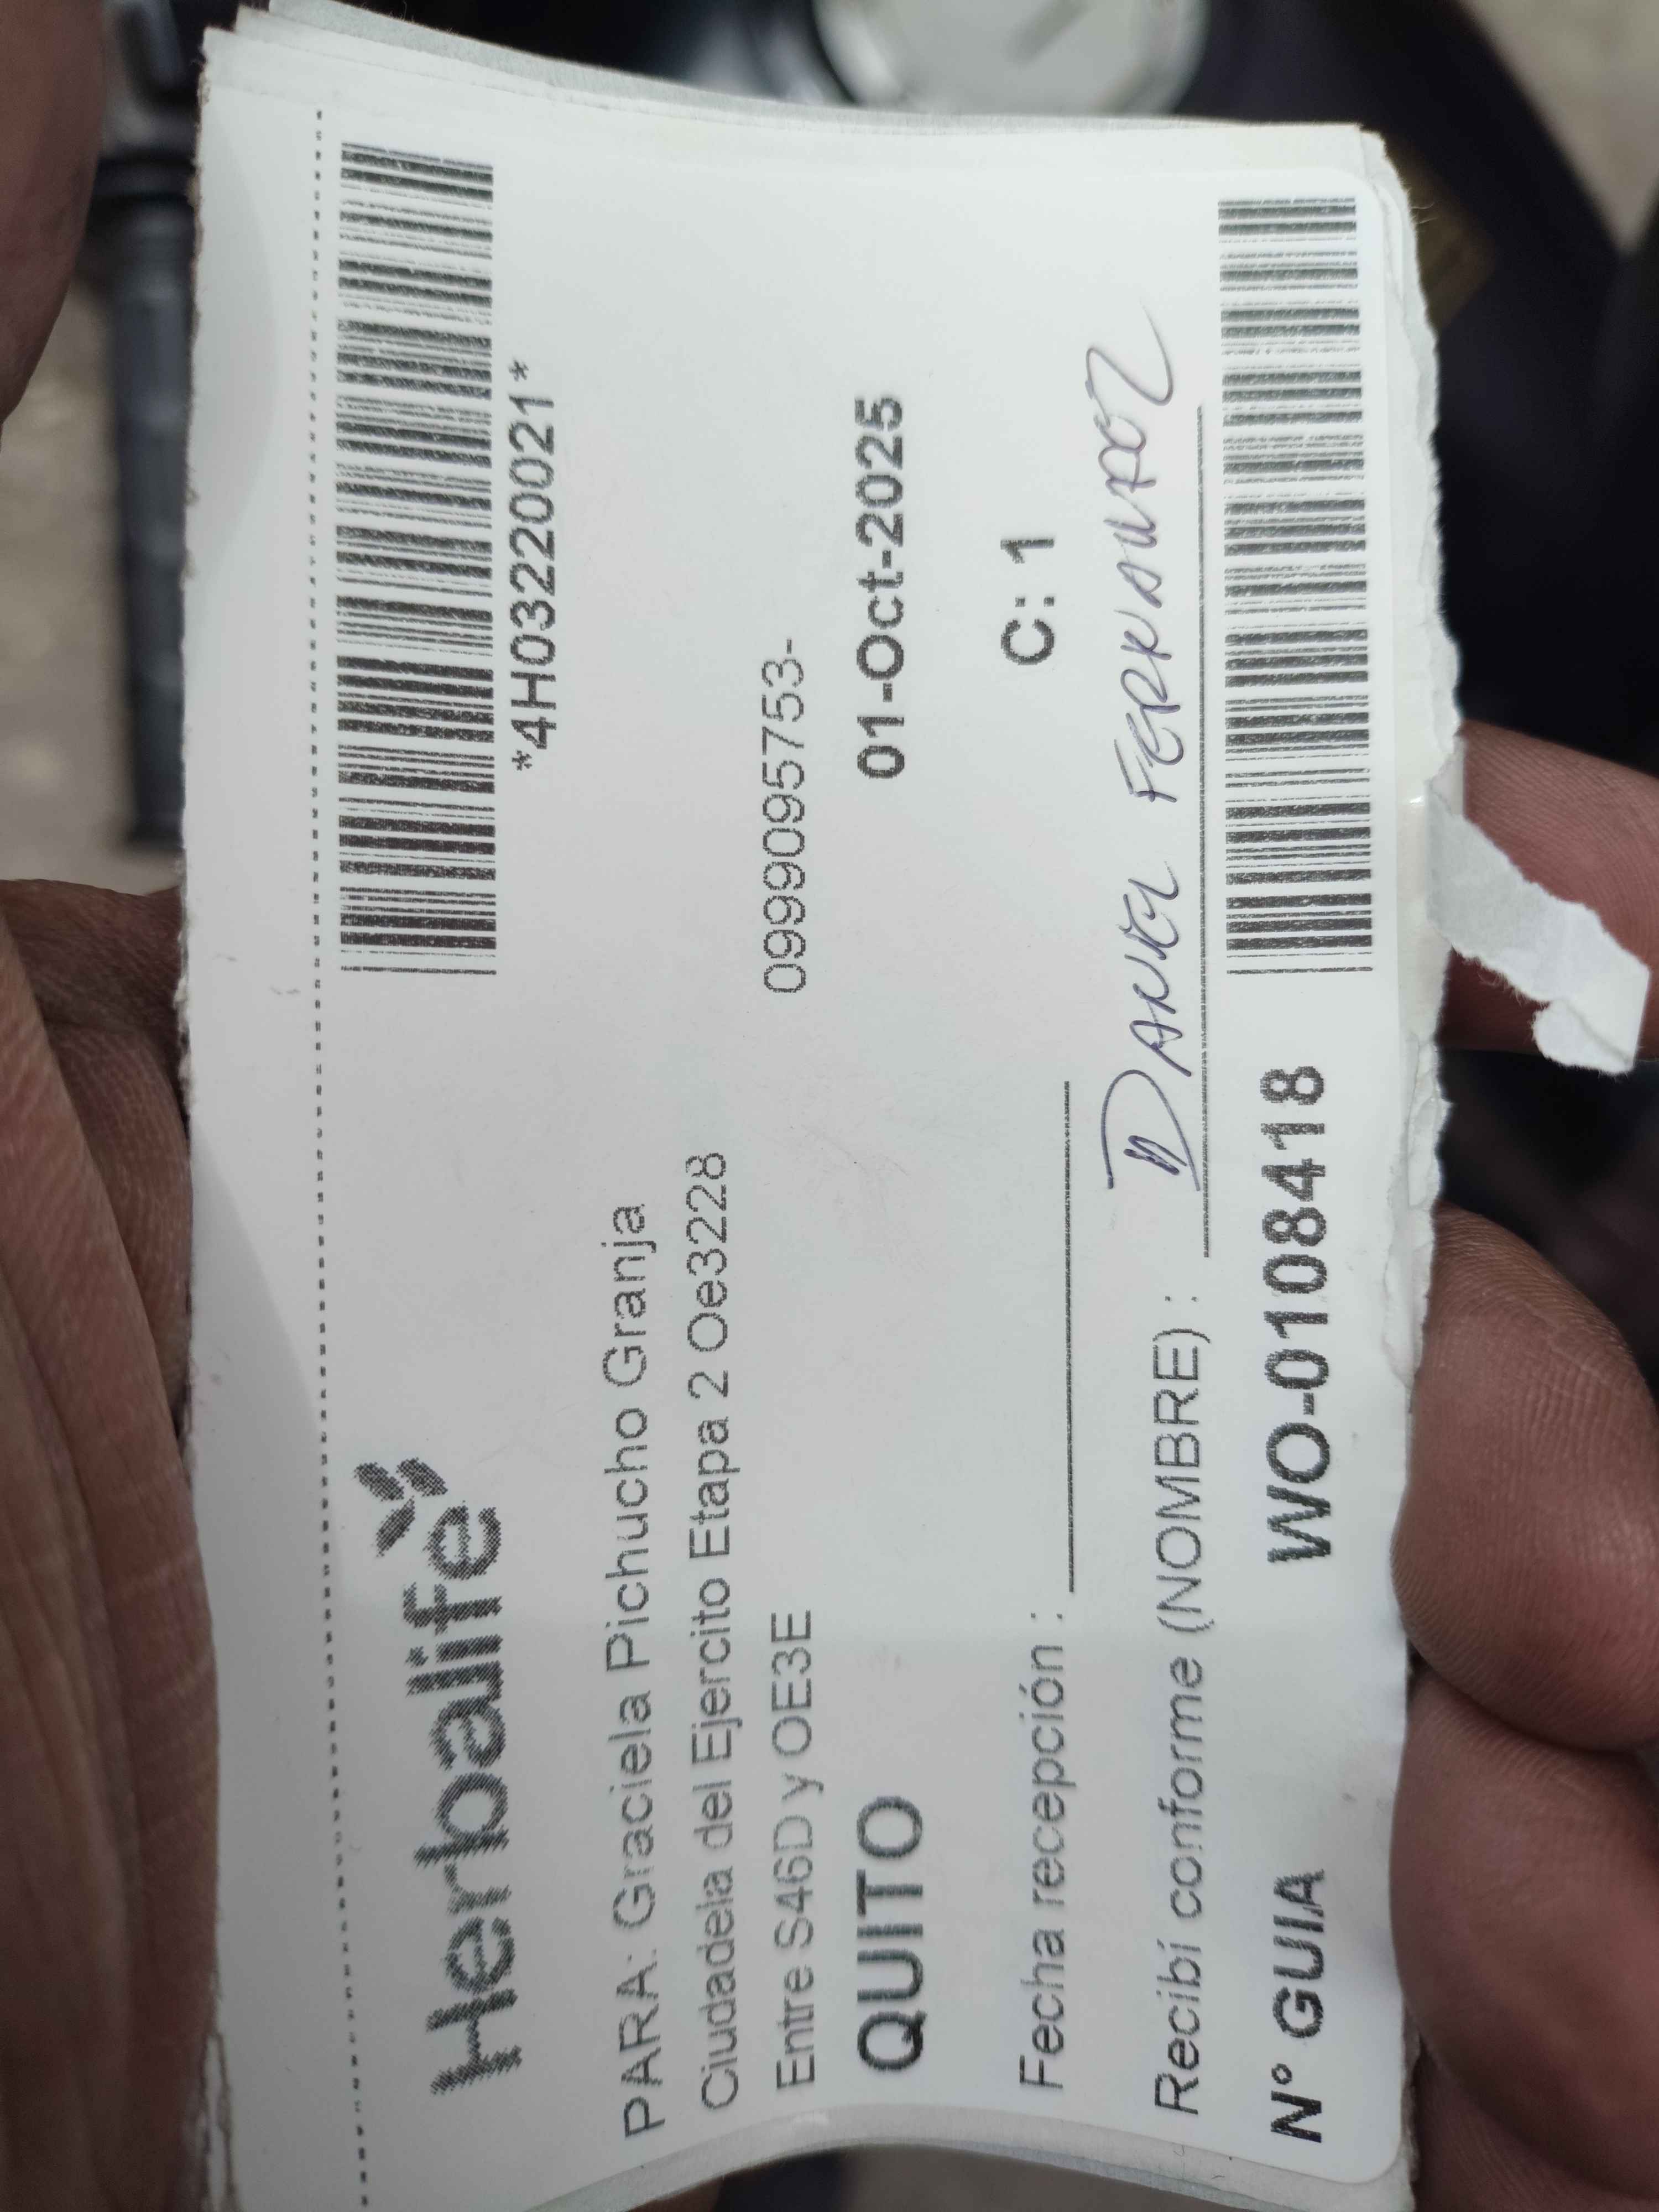 Herbalife
*4H03220021*
PARA: Graciela Pichucho Granja
Ciudadela del Ejercito Etapa 2 Oe3228
Entre S46D y OE3E
0999095753-
QUITO
01-Oct-2025
Fecha recepción :
C: 1
Recibí conforme (NOMBRE) : DANIEL FERNANDEZ
N° GUIA WO-0108418